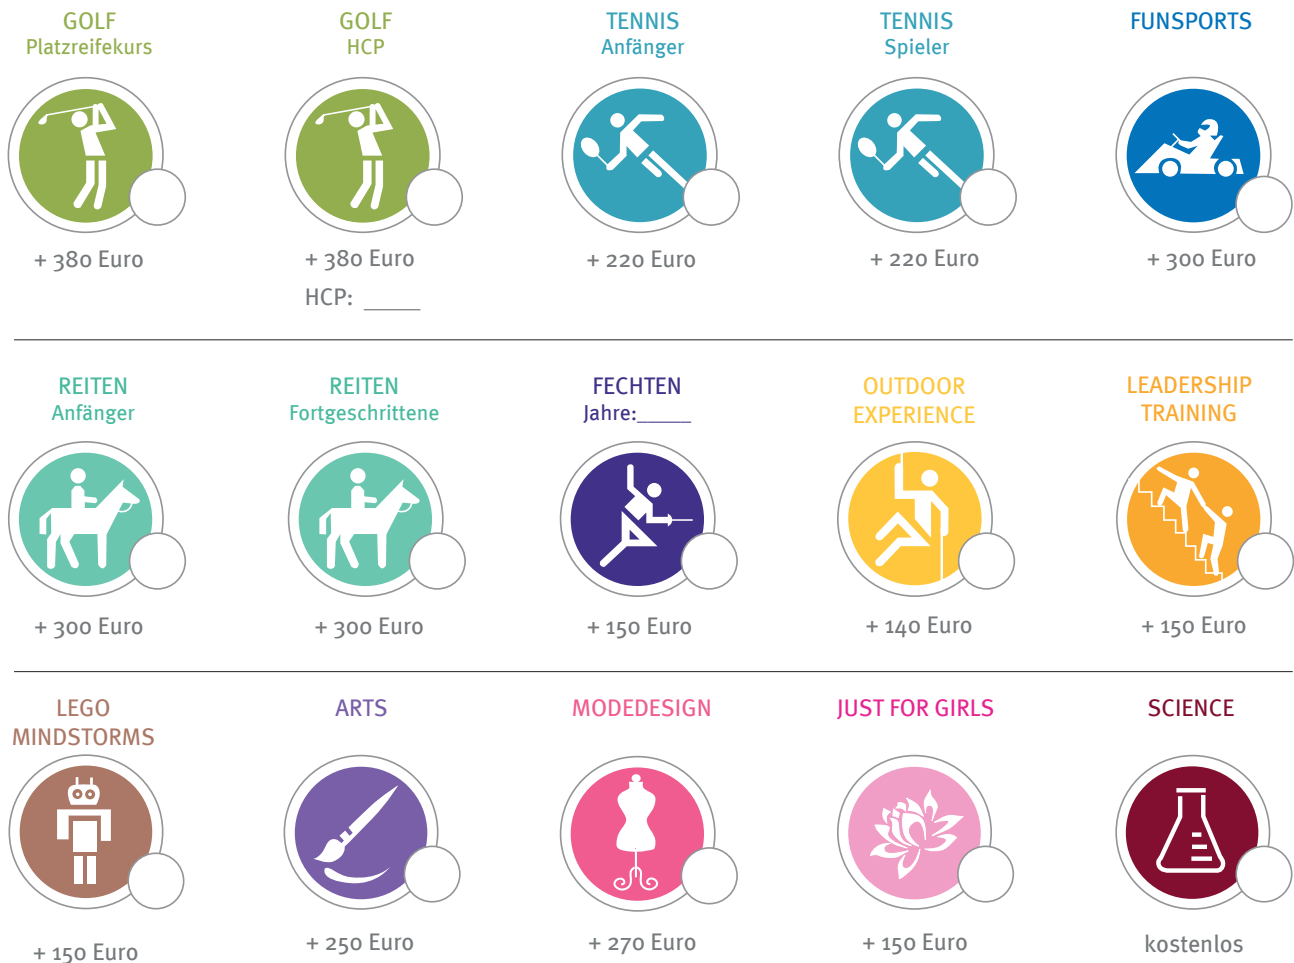 GOLF
Platzreifekurs
GOLF
HCP
TENNIS
Anfänger
TENNIS
Spieler
FUNSPORTS
+ 380 Euro
+ 380 Euro
HCP: _____
+ 220 Euro
+ 220 Euro
+ 300 Euro
REITEN
Anfänger
REITEN
Fortgeschrittene
FECHTEN
Jahre:_____
OUTDOOR
EXPERIENCE
LEADERSHIP
TRAINING
+ 300 Euro
+ 300 Euro
+ 150 Euro
+ 140 Euro
+ 150 Euro
LEGO
MINDSTORMS
ARTS
MODEDESIGN
JUST FOR GIRLS
SCIENCE
+ 150 Euro
+ 250 Euro
+ 270 Euro
+ 150 Euro
kostenlos